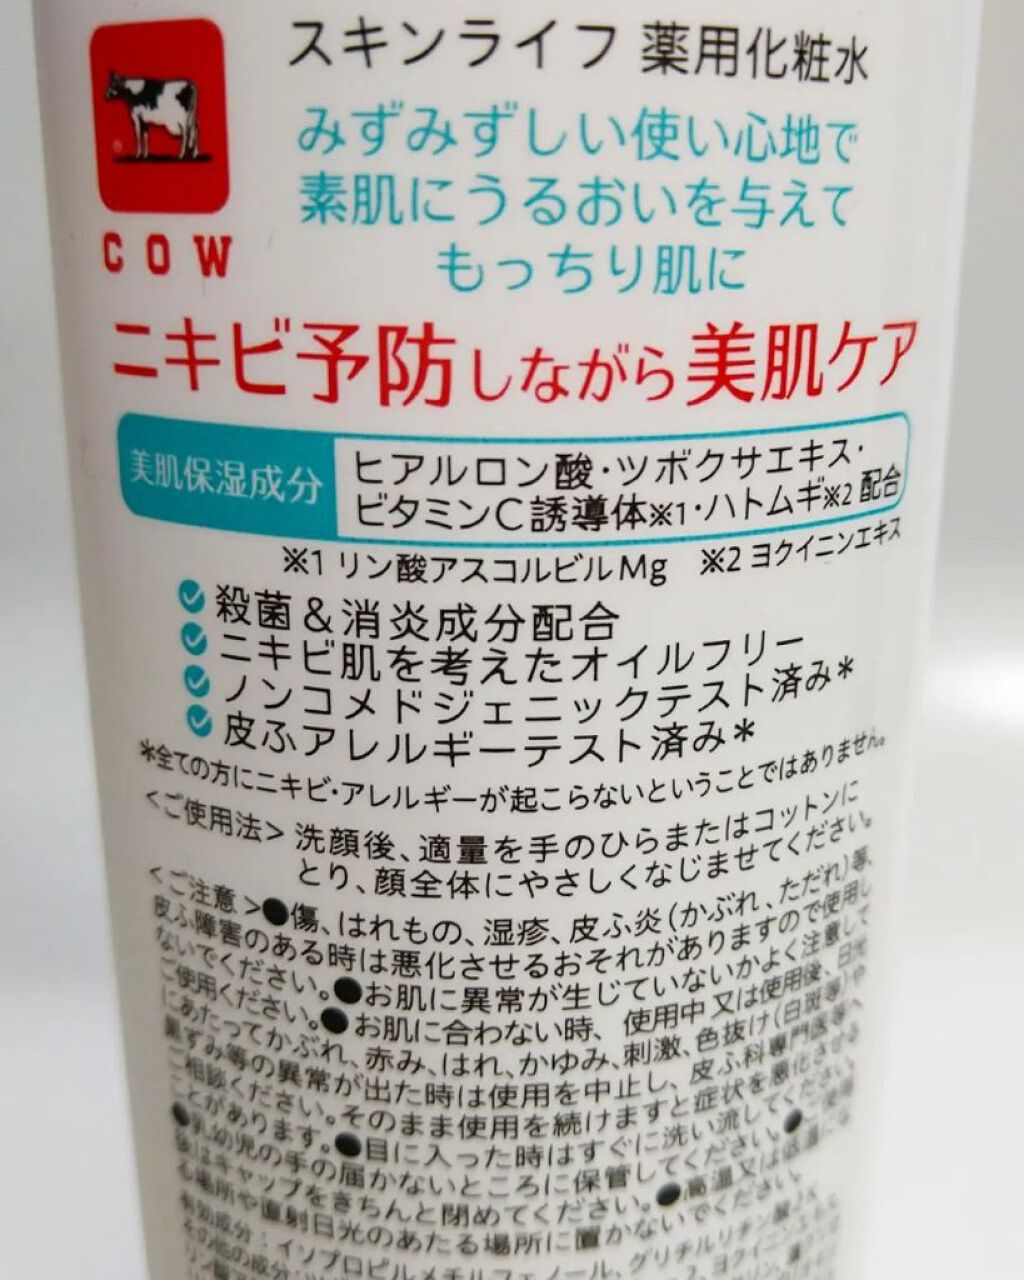 スキンライフ 薬用化粧水
COW
みずみずしい使い心地で
素肌にうるおいを与えて
もっちり肌に
ニキビ予防しながら美肌ケア
美肌保湿成分
ヒアルロン酸・ツボクサエキス・
ビタミンC誘導体※1・ハトムギ※2 配合
※1 リン酸アスコルビルMg ※2 ヨクイニンエキス
殺菌&消炎成分配合
ニキビ肌を考えたオイルフリー
ノンコメドジェニックテスト済み*
皮ふアレルギーテスト済み*
*全ての方にニキビ・アレルギーが起こらないということではありません。
<ご使用法> 洗顔後、適量を手のひらまたはコットンに
とり、顔全体にやさしくなじませてください。
<ご注意>●傷、はれもの、湿疹、皮ふ炎(かぶれ、ただれ)等、
皮ふ障害のある時は悪化させるおそれがありますので使用し
ないでください。●お肌に異常が生じていないかよく注意して
ご使用ください。●お肌に合わない時、使用中又は使用後、日光
にあたってかぶれ、赤み、はれ、かゆみ、刺激、色抜け(白斑等)や
黒ずみ等の異常が出た時は使用を中止し、皮ふ科専門医等へ
ご相談ください。そのまま使用を続けますと症状を悪化させる
ことがあります。●目に入った時はすぐに洗い流してください。●ご使用
後はキャップをきちんと閉めてください。●高温又は低温
●乳幼児の手の届かないところに保管してください。
場所や直射日光のあたる場所に置かないでください。
有効成分:イソプロピルメチルフェノール、グリチルリチン酸2K
その他の成分: